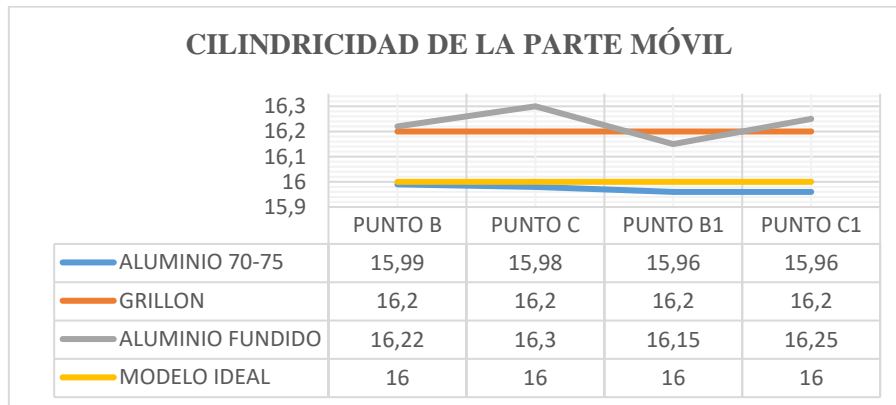 CILINDRICIDAD DE LA PARTE MÓVIL
16,3
16,2
16,1
16
15,9
PUNTO B PUNTO C PUNTO B1 PUNTO C1
ALUMINIO 70-75 15,99 15,98 15,96 15,96
GRILLON 16,2 16,2 16,2 16,2
ALUMINIO FUNDIDO 16,22 16,3 16,15 16,25
MODELO IDEAL 16 16 16 16